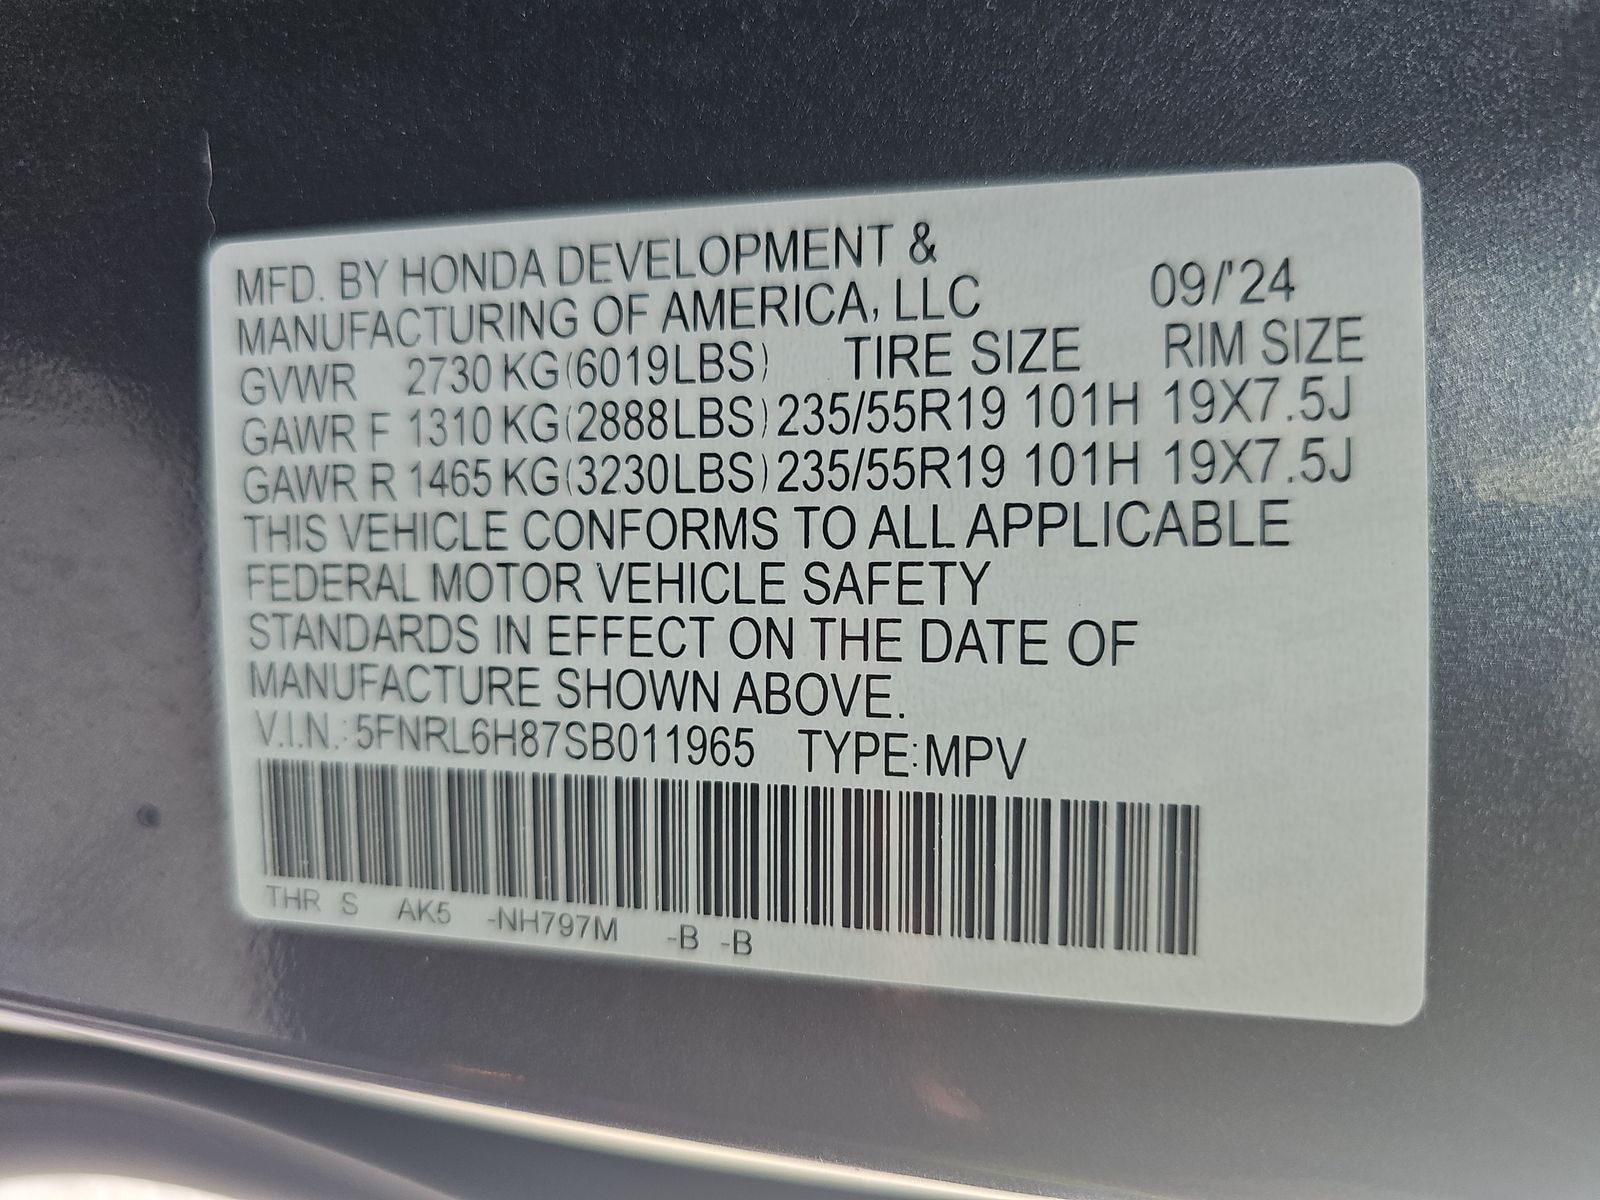 MFD. BY HONDA DEVELOPMENT &
MANUFACTURING OF AMERICA, LLC 09/'24
GVWR 2730 KG (6019LBS) TIRE SIZE RIM SIZE
GAWR F 1310 KG (2888LBS) 235/55R19 101H 19X7.5J
GAWR R 1465 KG (3230LBS) 235/55R19 101H 19X7.5J
THIS VEHICLE CONFORMS TO ALL APPLICABLE
FEDERAL MOTOR VEHICLE SAFETY
STANDARDS IN EFFECT ON THE DATE OF
MANUFACTURE SHOWN ABOVE.
V.I.N.: 5FNRL6H87SB011965 TYPE: MPV
THR S AK5 -NH797M -B -B